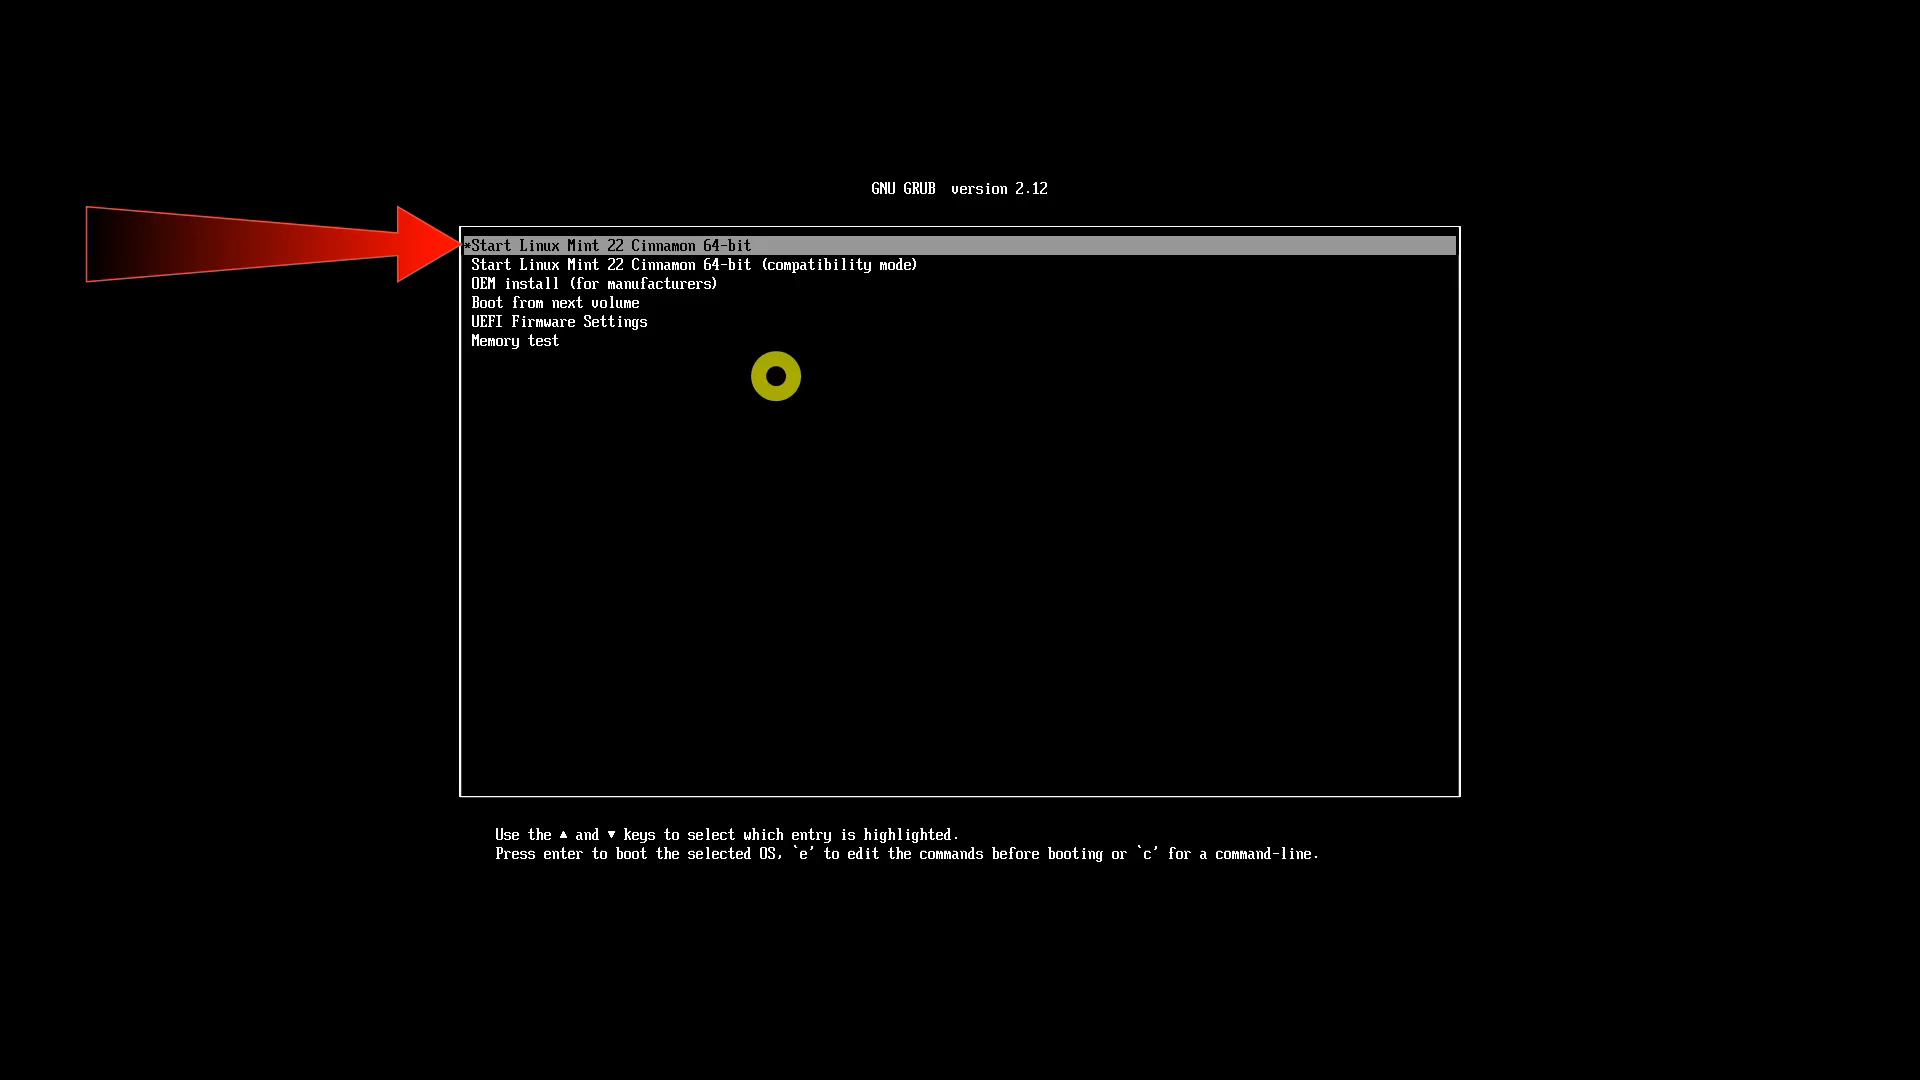 GNU GRUB  version 2.12
*Start Linux Mint 22 Cinnamon 64-bit
Start Linux Mint 22 Cinnamon 64-bit (compatibility mode)
OEM install (for manufacturers)
Boot from next volume
UEFI Firmware Settings
Memory test
Use the ▲ and ▼ keys to select which entry is highlighted.
Press enter to boot the selected OS, `e' to edit the commands before booting or `c' for a command-line.